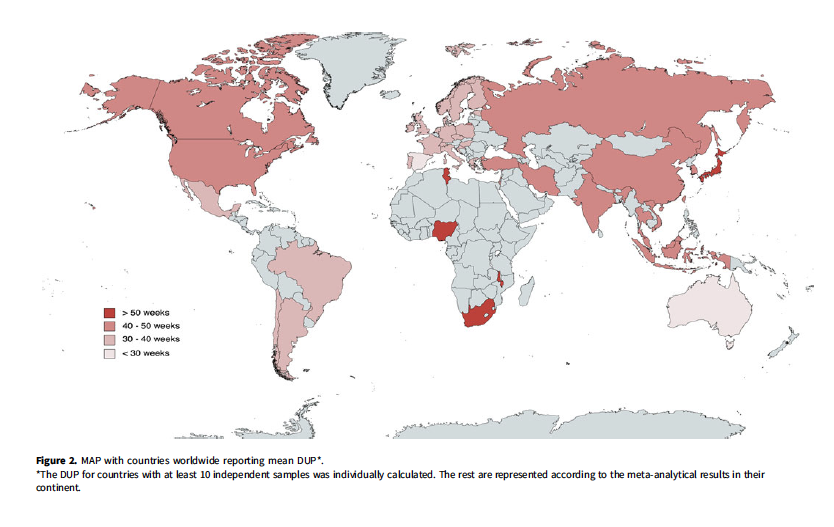 > 50 weeks
40 - 50 weeks
30 - 40 weeks
< 30 weeks
Figure 2. MAP with countries worldwide reporting mean DUP*.
*The DUP for countries with at least 10 independent samples was individually calculated. The rest are represented according to the meta-analytical results in their
continent.